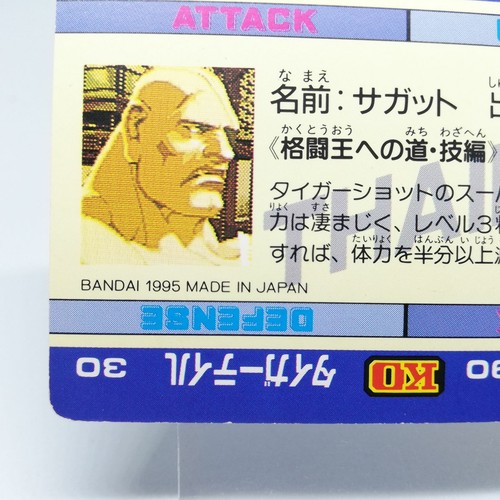 ATTACK
なまえ
名前：サガット
かくとうおう みち わざへん
《格闘王への道・技編》
タイガーショットのスー
りょく すさ
力は凄まじく、レベル3
たいりょく はんぶんいじょう
すれば、体力を半分以上
THAI
BANDAI 1995 MADE IN JAPAN
DEFENSE
KO タイガーテイル 30